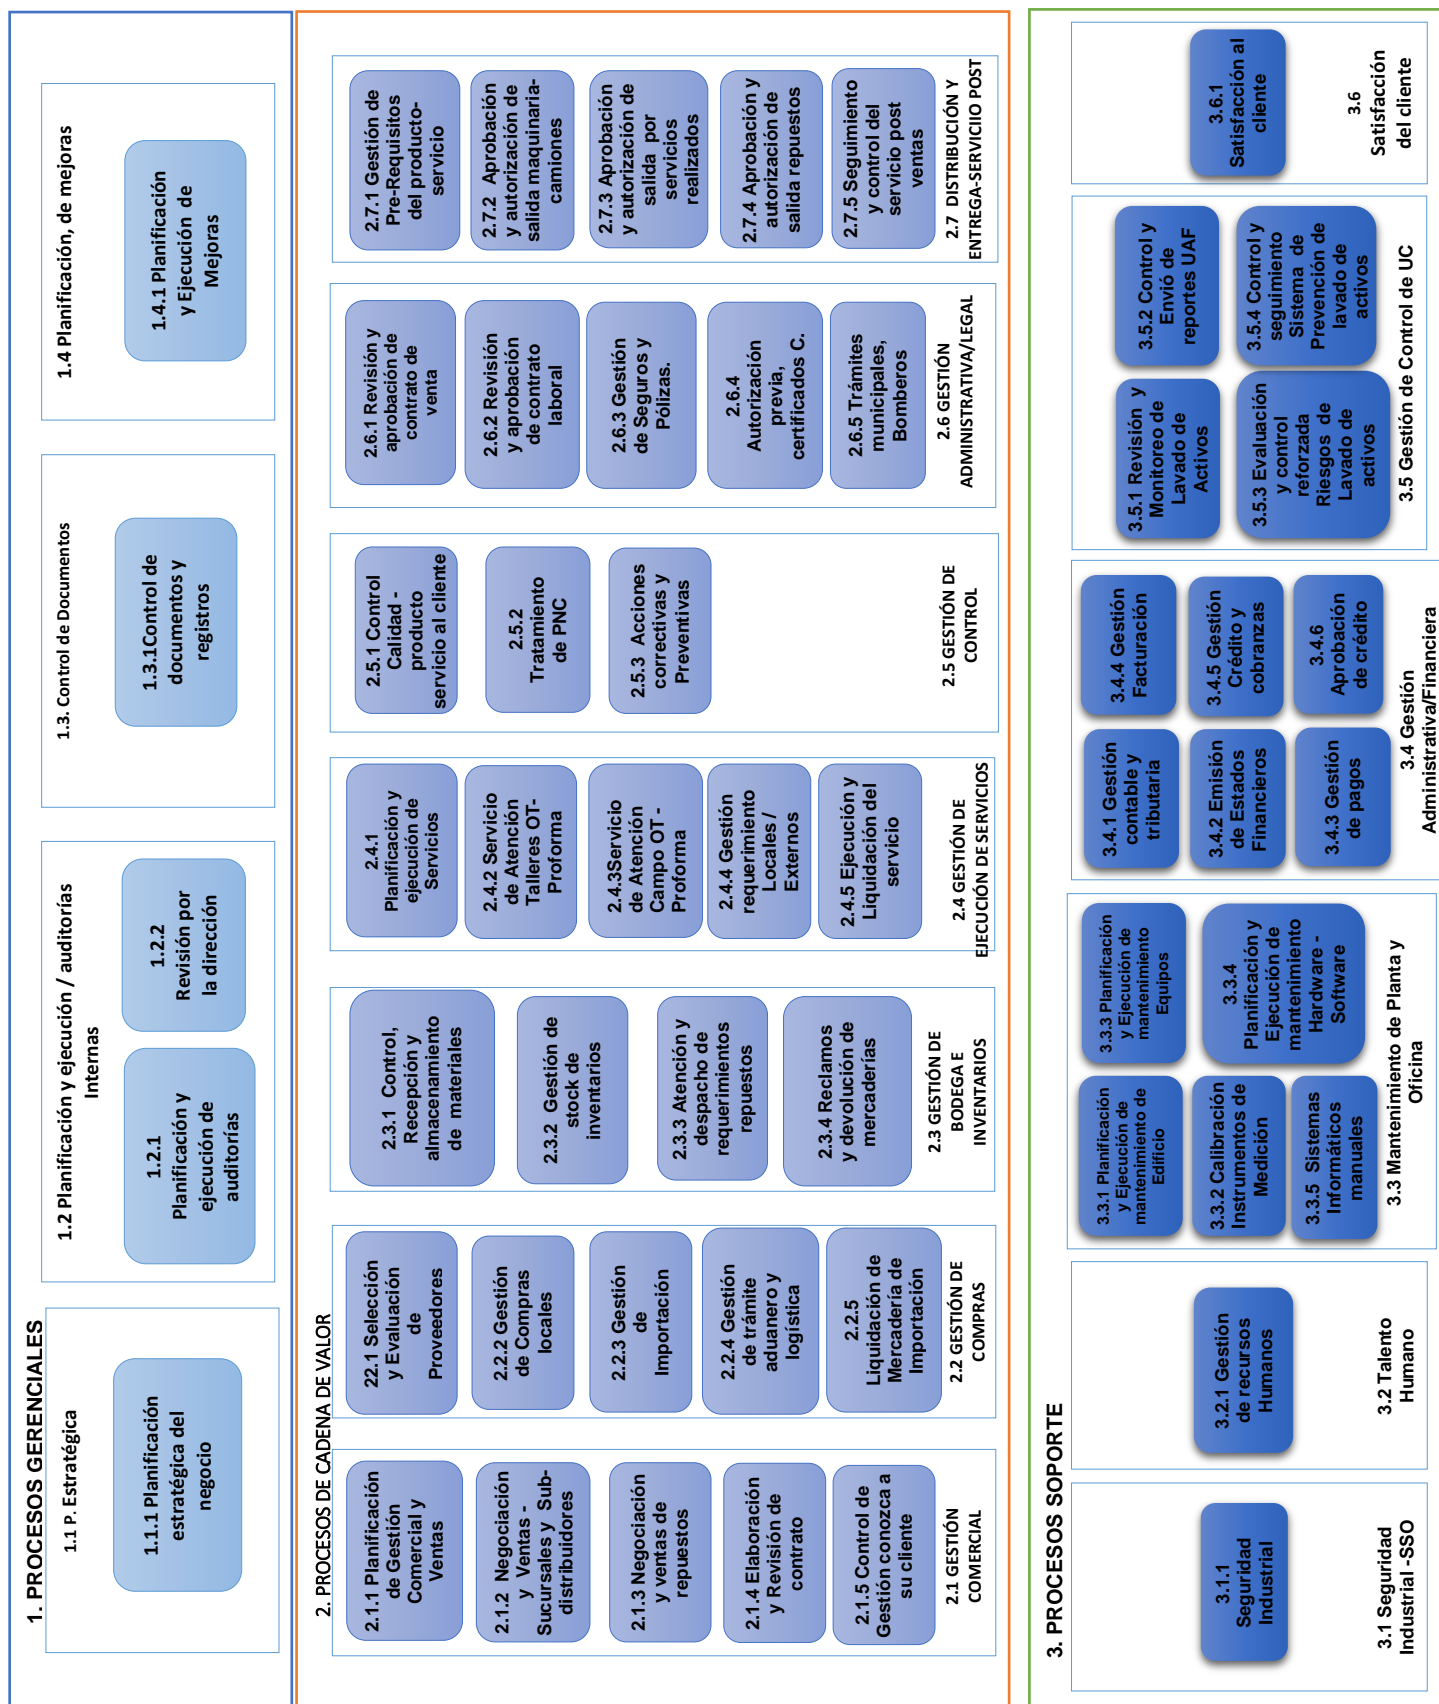 1. PROCESOS GERENCIALES
1.1 P. Estratégica
1.1.1 Planificación
estratégica del
negocio
1.2 Planificación y ejecución / auditorías
Internas
1.2.1
Planificación y
ejecución de
auditorías
1.2.2
Revisión por
la dirección
1.3. Control de Documentos
1.3.1Control de
documentos y
registros
1.4 Planificación, de mejoras
1.4.1 Planificación
y Ejecución de
Mejoras
2. PROCESOS DE CADENA DE VALOR
2.1.1 Planificación
de Gestión
Comercial y
Ventas
2.1.2 Negociación
y Ventas -
Sucursales y Sub-
distribuidores
2.1.3 Negociación
y ventas de
repuestos
2.1.4 Elaboración
y Revisión de
contrato
2.1.5 Control de
Gestión conozca a
su cliente
2.1 GESTIÓN
COMERCIAL
22.1 Selección
y Evaluación
de
Proveedores
2.2.2 Gestión
de Compras
locales
2.2.3 Gestión
de
Importación
2.2.4 Gestión
de trámite
aduanero y
logística
2.2.5
Liquidación de
Mercadería de
Importación
2.2 GESTIÓN DE
COMPRAS
2.3.1 Control,
Recepción y
almacenamiento
de materiales
2.3.2 Gestión de
stock de
inventarios
2.3.3 Atención y
despacho de
requerimientos
repuestos
2.3.4 Reclamos
y devolución de
mercaderías
2.3 GESTIÓN DE
BODEGA E
INVENTARIOS
2.4.1
Planificación y
ejecución de
Servicios
2.4.2 Servicio
de Atención
Talleres OT-
Proforma
2.4.3Servicio
de Atención
Campo OT -
Proforma
2.4.4 Gestión
requerimiento
Locales /
Externos
2.4.5 Ejecución y
Liquidación del
servicio
2.4 GESTIÓN DE
EJECUCIÓN DE SERVICIOS
2.5.1 Control
Calidad -
producto
servicio al cliente
2.5.2
Tratamiento
de PNC
2.5.3 Acciones
correctivas y
Preventivas
2.5 GESTIÓN DE
CONTROL
2.6.1 Revisión y
aprobación de
contrato de
venta
2.6.2 Revisión
y aprobación
de contrato
laboral
2.6.3 Gestión
de Seguros y
Pólizas.
2.6.4
Autorización
previa,
certificados C.
2.6.5 Trámites
municipales,
Bomberos
2.6 GESTIÓN
ADMINISTRATIVA/LEGAL
2.7.1 Gestión de
Pre-Requisitos
del producto-
servicio
2.7.2 Aprobación
y autorización de
salida maquinaria-
camiones
2.7.3 Aprobación
y autorización de
salida por
servicios
realizados
2.7.4 Aprobación y
autorización de
salida repuestos
2.7.5 Seguimiento
y control del
servicio post
ventas
2.7 DISTRIBUCIÓN Y
ENTREGA-SERVICIIO POST
3. PROCESOS SOPORTE
3.1.1
Seguridad
Industrial
3.1 Seguridad
Industrial -SSO
3.2.1 Gestión
de recursos
Humanos
3.2 Talento
Humano
3.3.1 Planificación
y Ejecución de
mantenimiento de
Edificio
3.3.3 Planificación
y Ejecución de
mantenimiento
Equipos
3.3.2 Calibración
Instrumentos de
Medición
3.3.4
Planificación y
Ejecución de
mantenimiento
Hardware -
Software
3.3.5 Sistemas
Informáticos
manuales
3.3 Mantenimiento de Planta y
Oficina
3.4.1 Gestión
contable y
tributaria
3.4.4 Gestión
Facturación
3.4.2 Emisión
de Estados
Financieros
3.4.5 Gestión
Crédito y
cobranzas
3.4.3 Gestión
de pagos
3.4.6
Aprobación
de crédito
3.4 Gestión
Administrativa/Financiera
3.5.1 Revisión y
Monitoreo de
Lavado de
Activos
3.5.2 Control y
Envió de
reportes UAF
3.5.3 Evaluación
y control
reforzada
Riesgos de
Lavado de
activos
3.5.4 Control y
seguimiento
Sistema de
Prevención de
lavado de
activos
3.5 Gestión de Control de UC
3.6.1
Satisfacción al
cliente
3.6
Satisfacción
del cliente